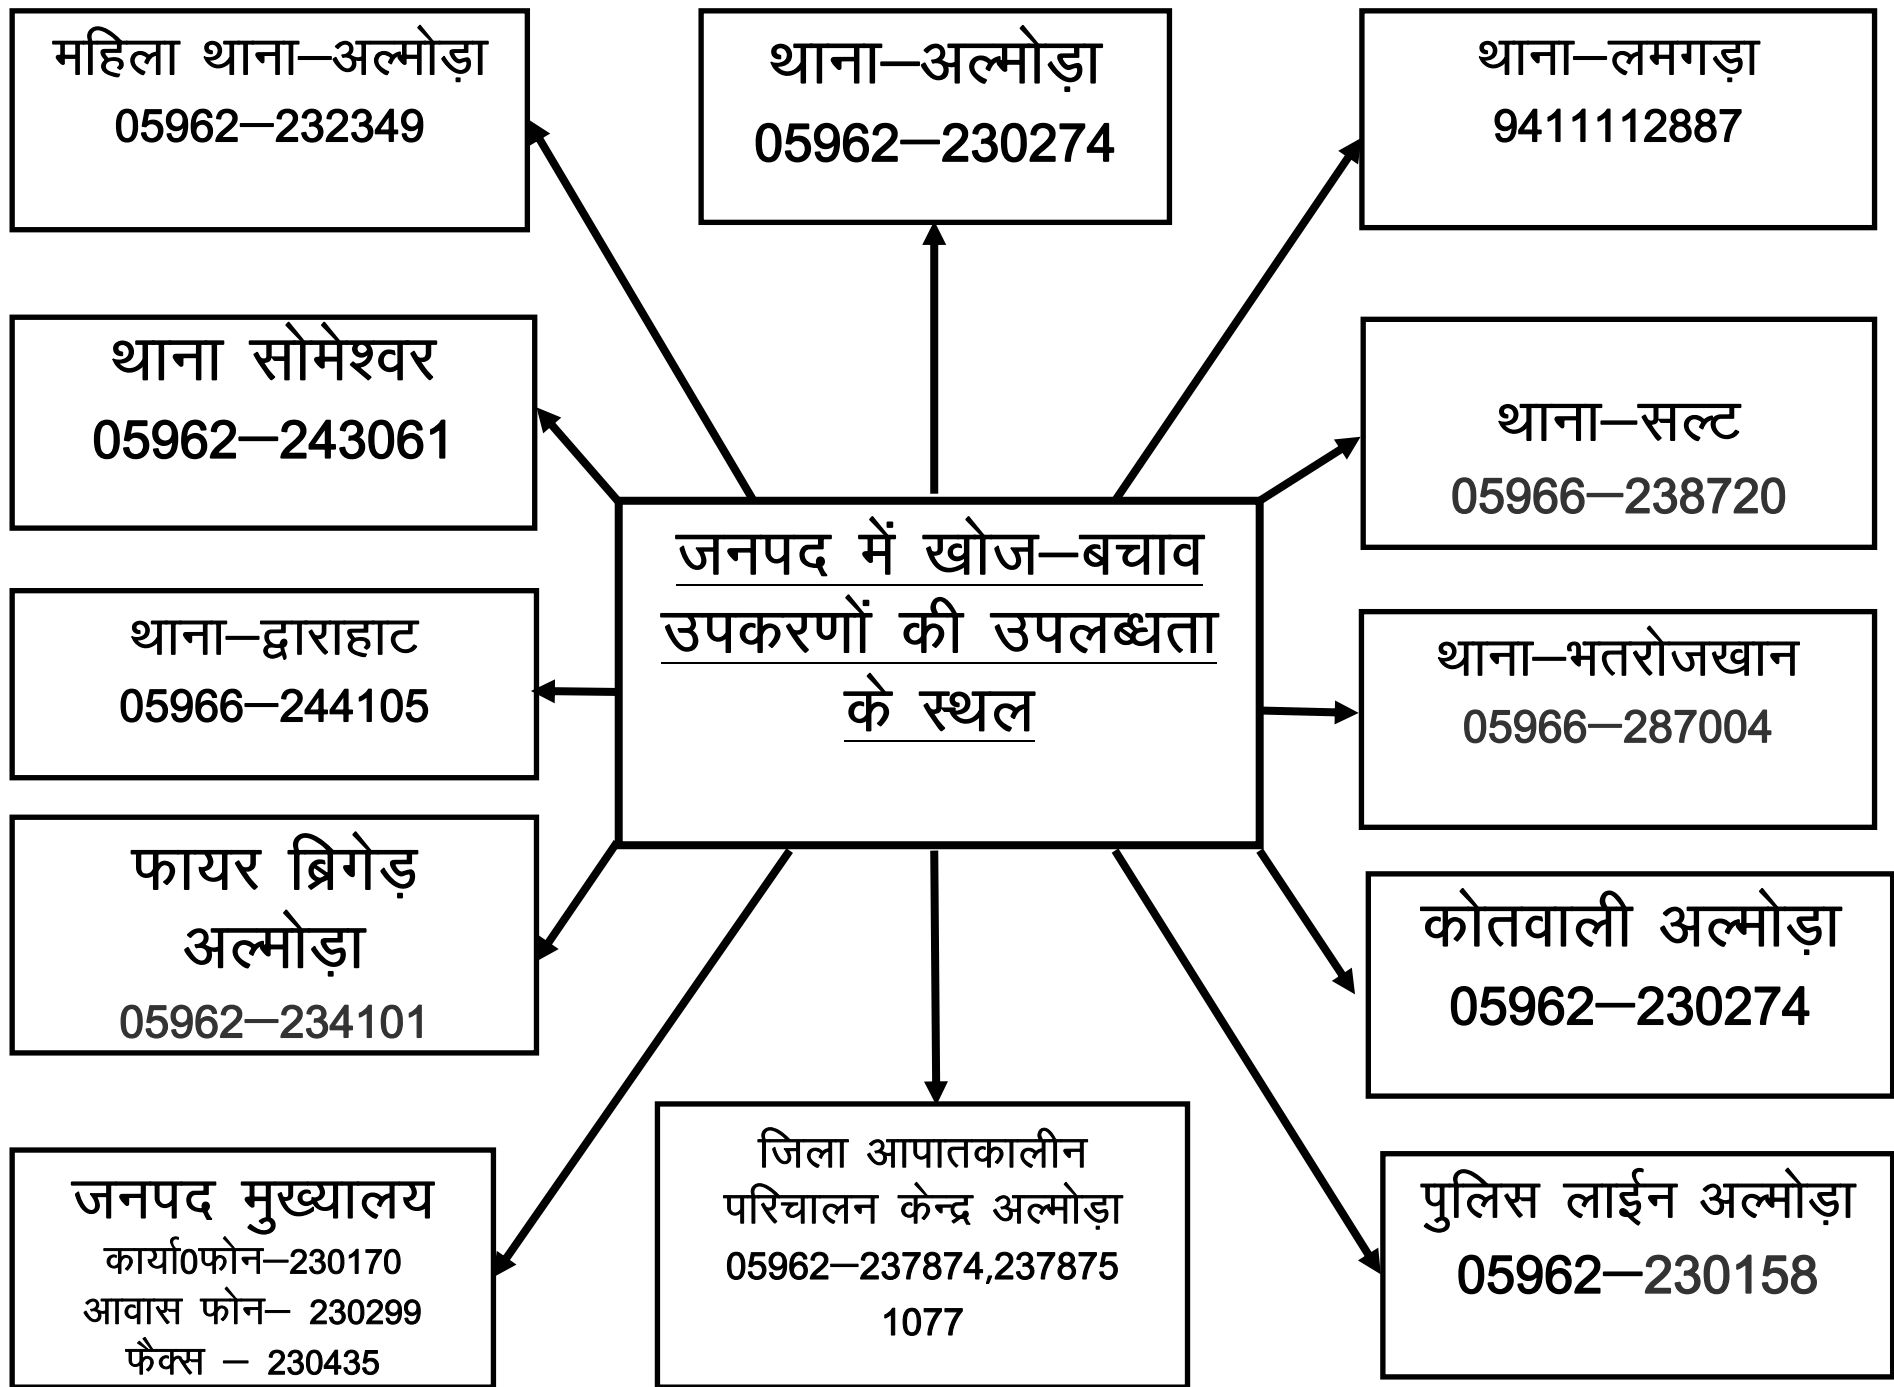 महिला थाना–अल्मोड़ा
05962–232349
थाना–अल्मोड़ा
05962–230274
थाना–लमगड़ा
9411112887
थाना सोमेश्वर
05962–243061
थाना–सल्ट
05966–238720
जनपद में खोज–बचाव
उपकरणों की उपलब्धता
के स्थल
थाना–द्वाराहाट
05966–244105
थाना–भतरोजखान
05966–287004
फायर ब्रिगेड़
अल्मोड़ा
05962–234101
कोतवाली अल्मोड़ा
05962–230274
जनपद मुख्यालय
कार्या0फोन–230170
आवास फोन– 230299
फैक्स – 230435
जिला आपातकालीन
परिचालन केन्द्र अल्मोड़ा
05962–237874,237875
1077
पुलिस लाईन अल्मोड़ा
05962–230158